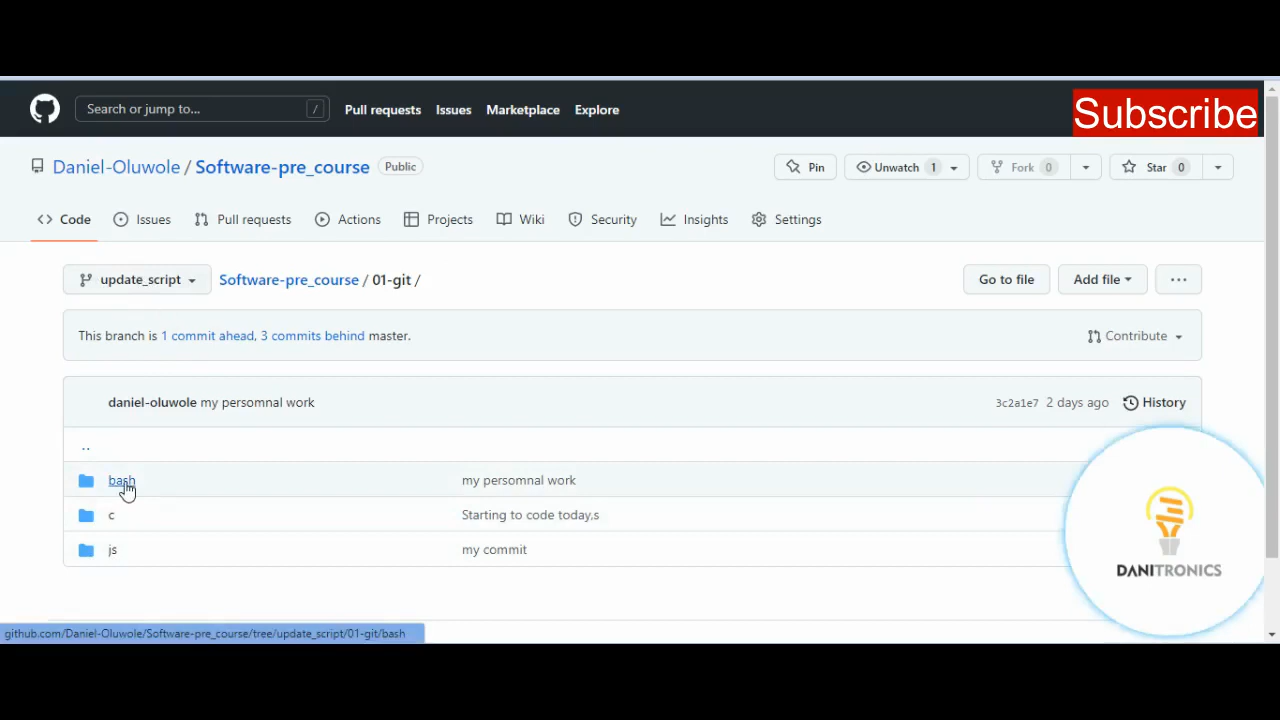 Search or jump to... / Pull requests Issues Marketplace Explore
Subscribe
Daniel-Oluwole / Software-pre_course Public Pin Unwatch 1 Fork 0 Star 0
Code Issues Pull requests Actions Projects Wiki Security Insights Settings
update_script Software-pre_course / 01-git / Go to file Add file ...
This branch is 1 commit ahead, 3 commits behind master. Contribute
daniel-oluwole my persomnal work 3c2a1e7 2 days ago History
..
bash my persomnal work
c Starting to code today,s
js my commit
DANITRONICS
github.com/Daniel-Oluwole/Software-pre_course/tree/update_script/01-git/bash